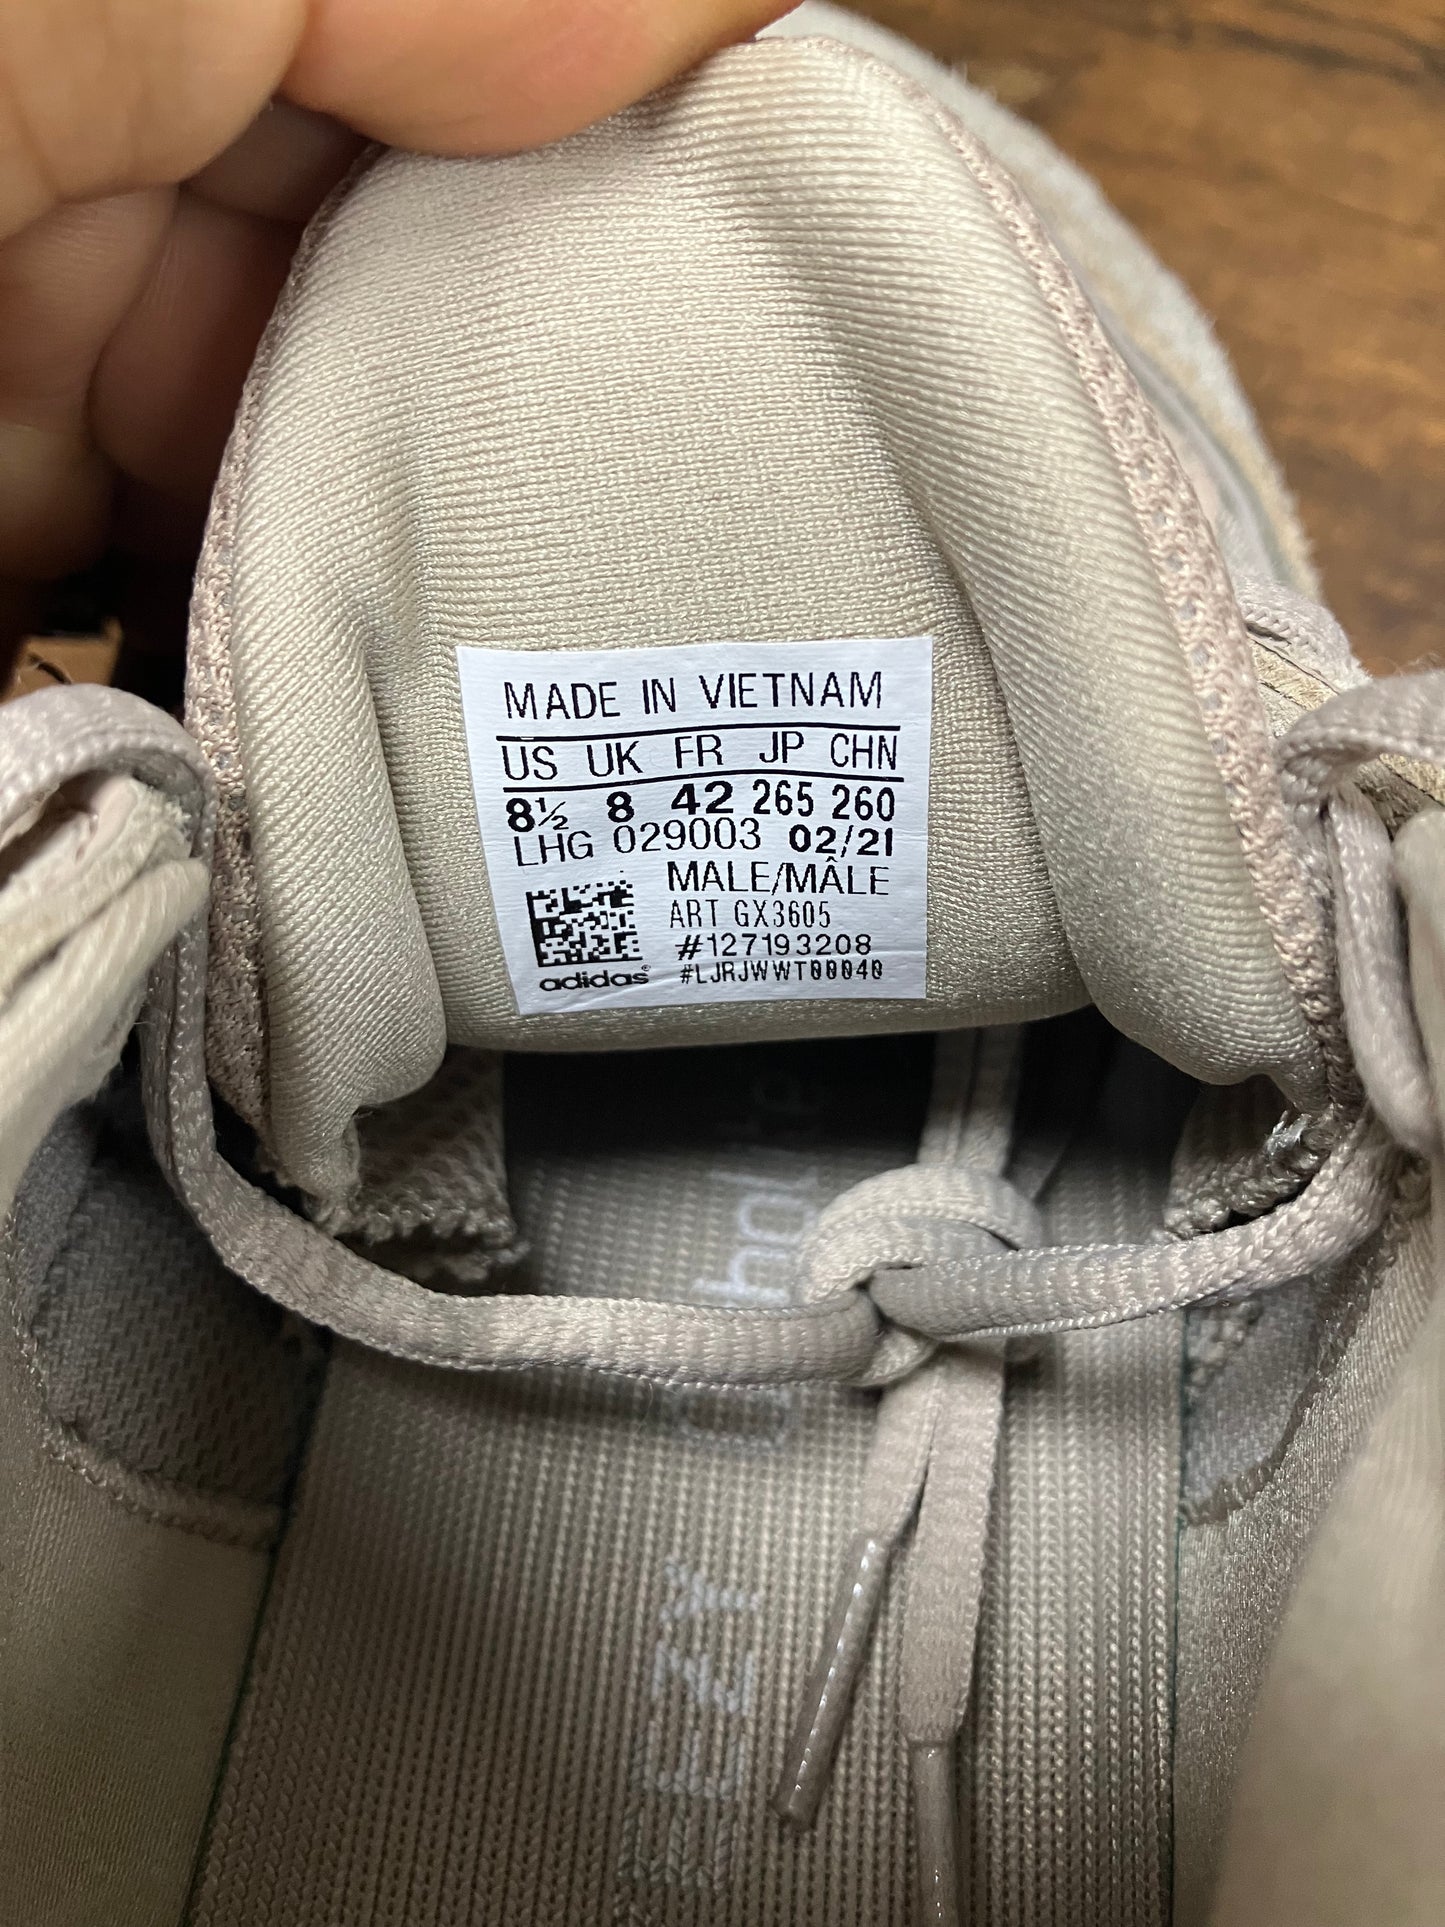 MADE IN VIETNAM
US UK FR JP CHN
8½ 8 42 265 260
LHG 029003 02/21
MALE/MÂLE
ART GX3605
#127193208
adidas® #LJRJWWT00040